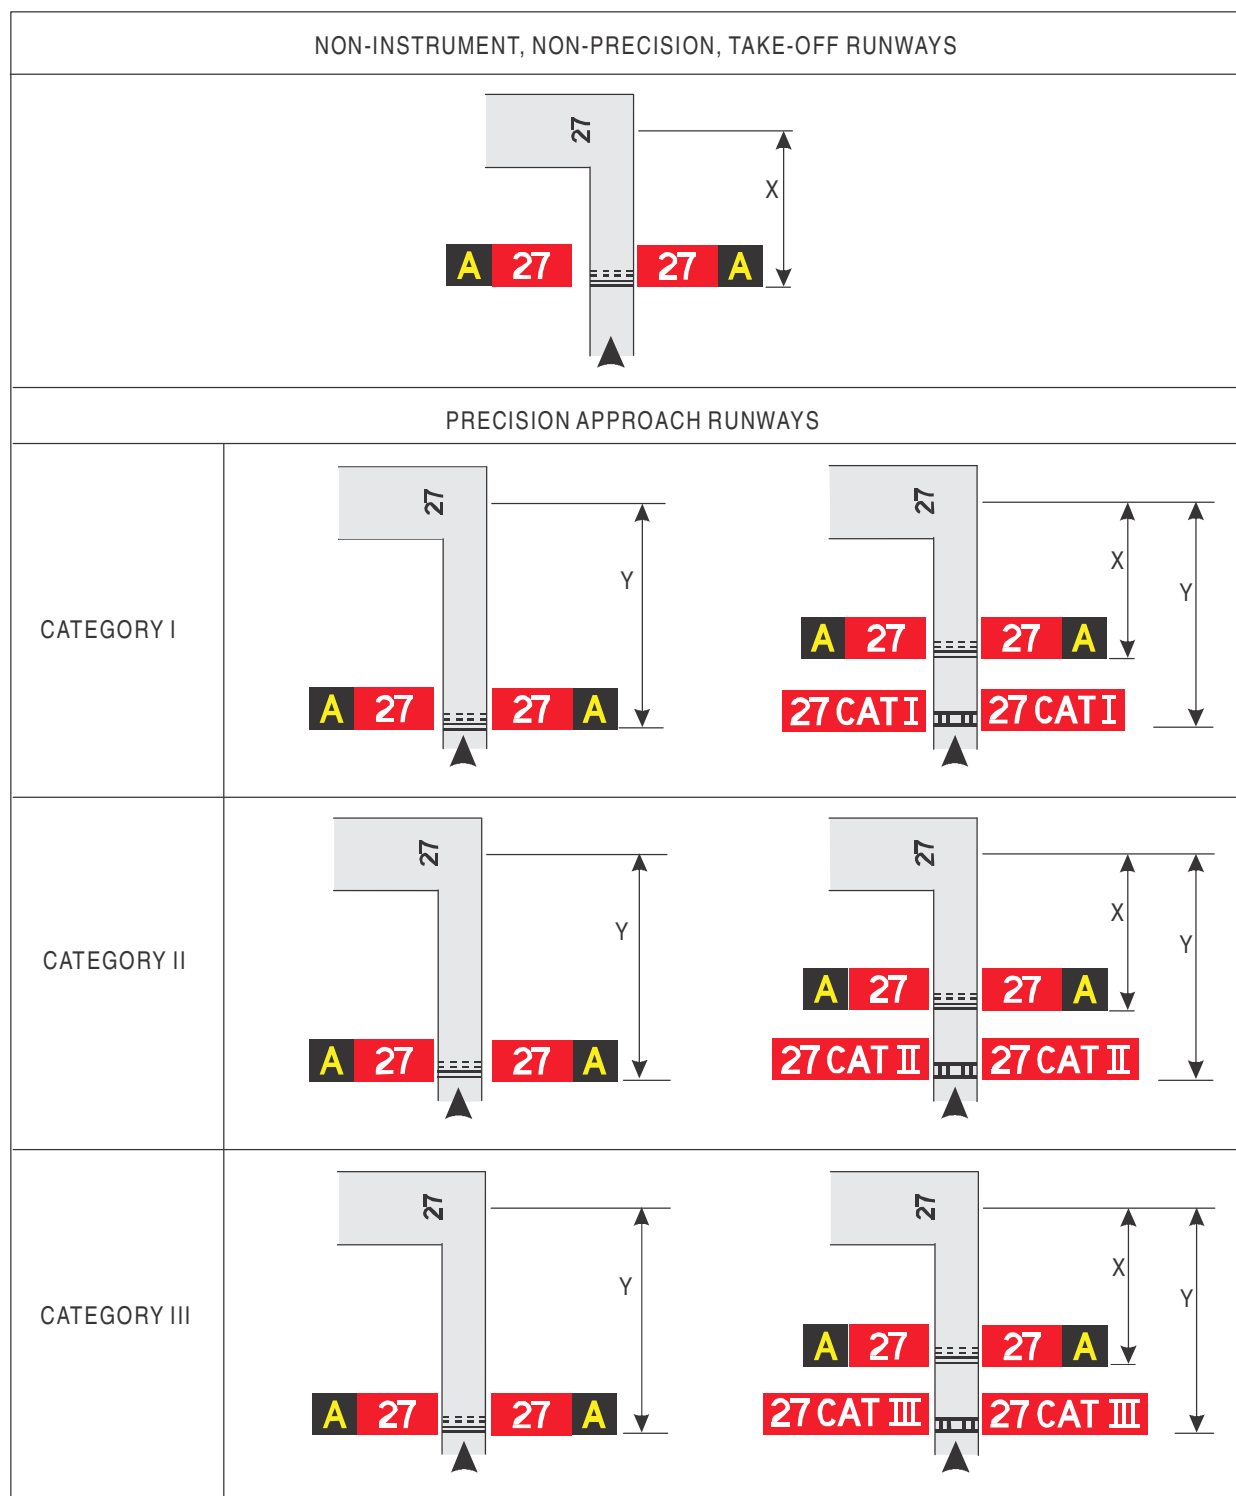 NON-INSTRUMENT, NON-PRECISION, TAKE-OFF RUNWAYS
27
X
A 27 27 A
PRECISION APPROACH RUNWAYS
CATEGORY I
27
Y
A 27 27 A
27
X
Y
A 27 27 A
27 CAT I 27 CAT I
CATEGORY II
27
Y
A 27 27 A
27
X
Y
A 27 27 A
27 CAT II 27 CAT II
CATEGORY III
27
Y
A 27 27 A
27
X
Y
A 27 27 A
27 CAT III 27 CAT III